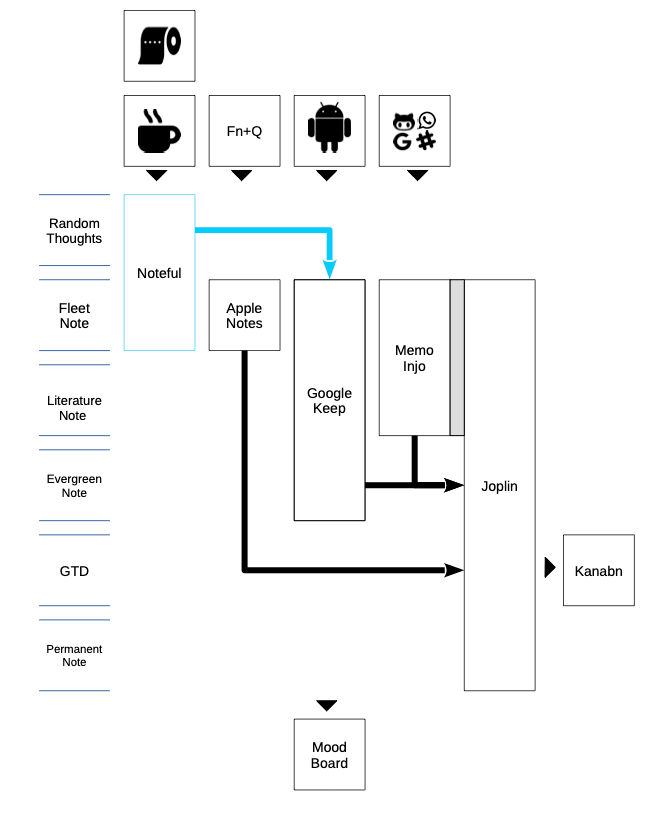 Fn+Q
Random
Thoughts
Noteful
Fleet
Note
Apple
Notes
Memo
Injo
Google
Keep
Literature
Note
Evergreen
Note
Joplin
GTD
Kanabn
Permanent
Note
Mood
Board